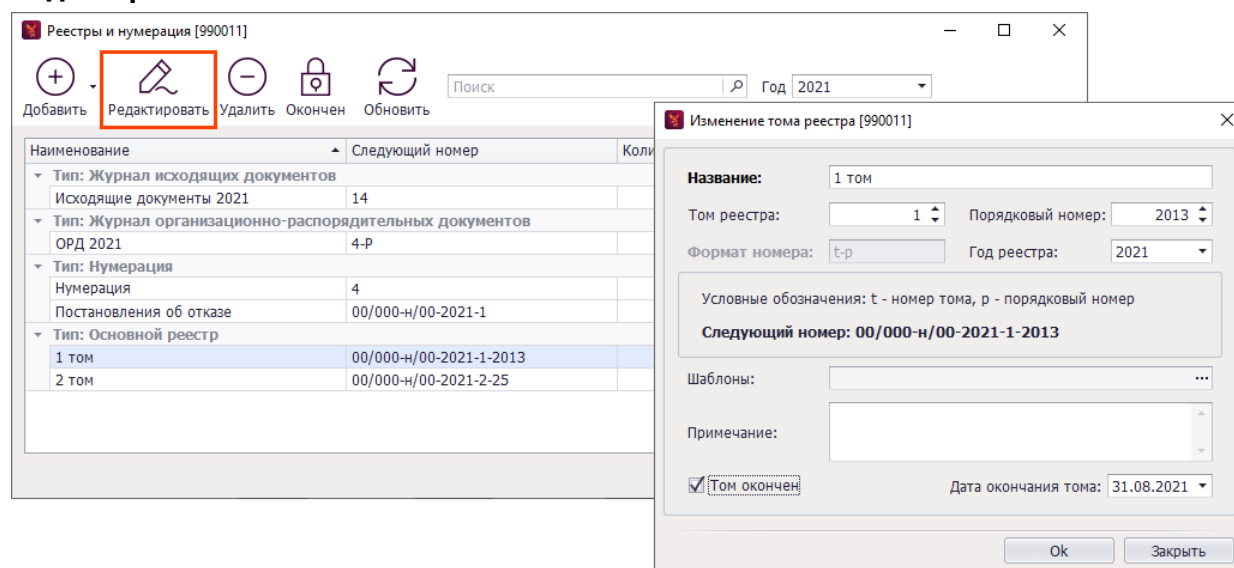 Реестры и нумерация [990011]
Добавить Редактировать Удалить Окончен Обновить
Поиск
Год 2021
Наименование Следующий номер
Тип: Журнал исходящих документов
Исходящие документы 2021 14
Тип: Журнал организационно-распорядительных документов
ОРД 2021 4-Р
Тип: Нумерация
Нумерация 4
Постановления об отказе 00/000-н/00-2021-1
Тип: Основной реестр
1 том 00/000-н/00-2021-1-2013
2 том 00/000-н/00-2021-2-25
Изменение тома реестра [990011]
Название: 1 том
Том реестра: 1 Порядковый номер: 2013
Формат номера: t-p Год реестра: 2021
Условные обозначения: t - номер тома, p - порядковый номер
Следующий номер: 00/000-н/00-2021-1-2013
Шаблоны: ...
Примечание:
Том окончен Дата окончания тома: 31.08.2021
Ok Закрыть